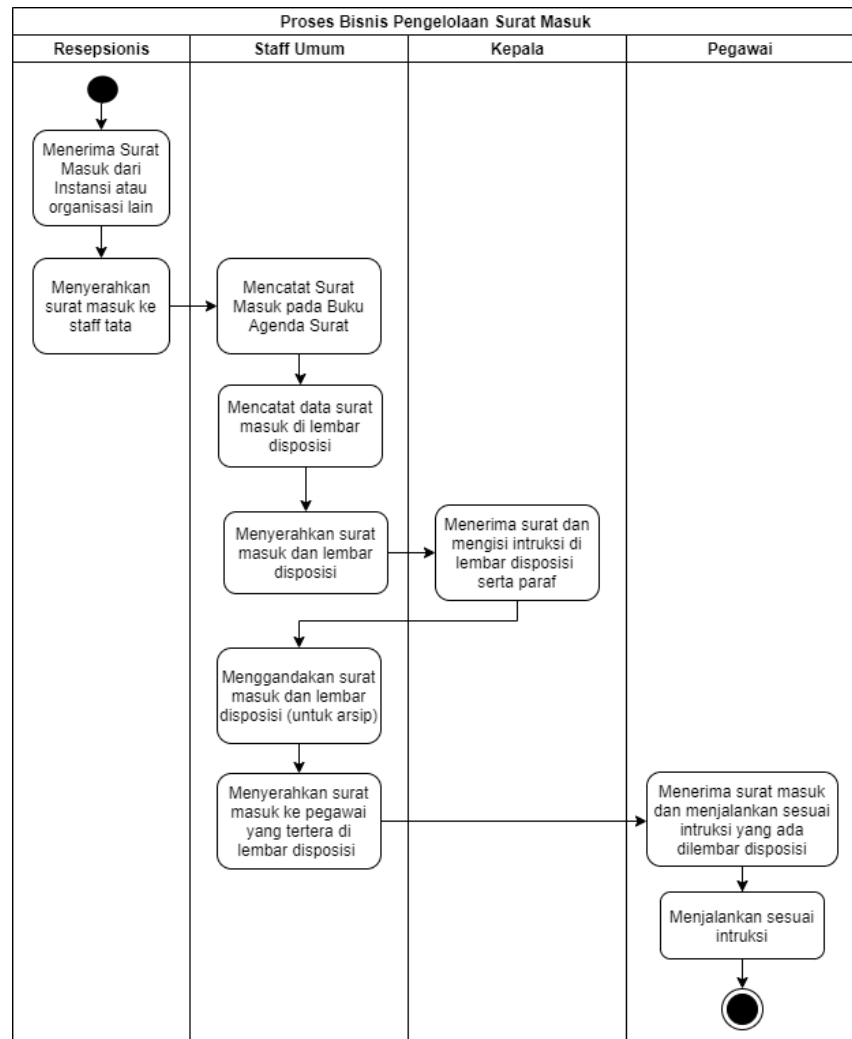 Proses Bisnis Pengelolaan Surat Masuk
Resepsionis
Staff Umum
Kepala
Pegawai
Menerima Surat
Masuk dari
Instansi atau
organisasi lain
Menyerahkan
surat masuk ke
staff tata
Mencatat Surat
Masuk pada Buku
Agenda Surat
Mencatat data surat
masuk di lembar
disposisi
Menyerahkan surat
masuk dan lembar
disposisi
Menerima surat dan
mengisi intruksi di
lembar disposisi
serta paraf
Menggandakan surat
masuk dan lembar
disposisi (untuk arsip)
Menyerahkan surat
masuk ke pegawai
yang tertera di
lembar disposisi
Menerima surat masuk
dan menjalankan sesuai
intruksi yang ada
dilembar disposisi
Menjalankan sesuai
intruksi